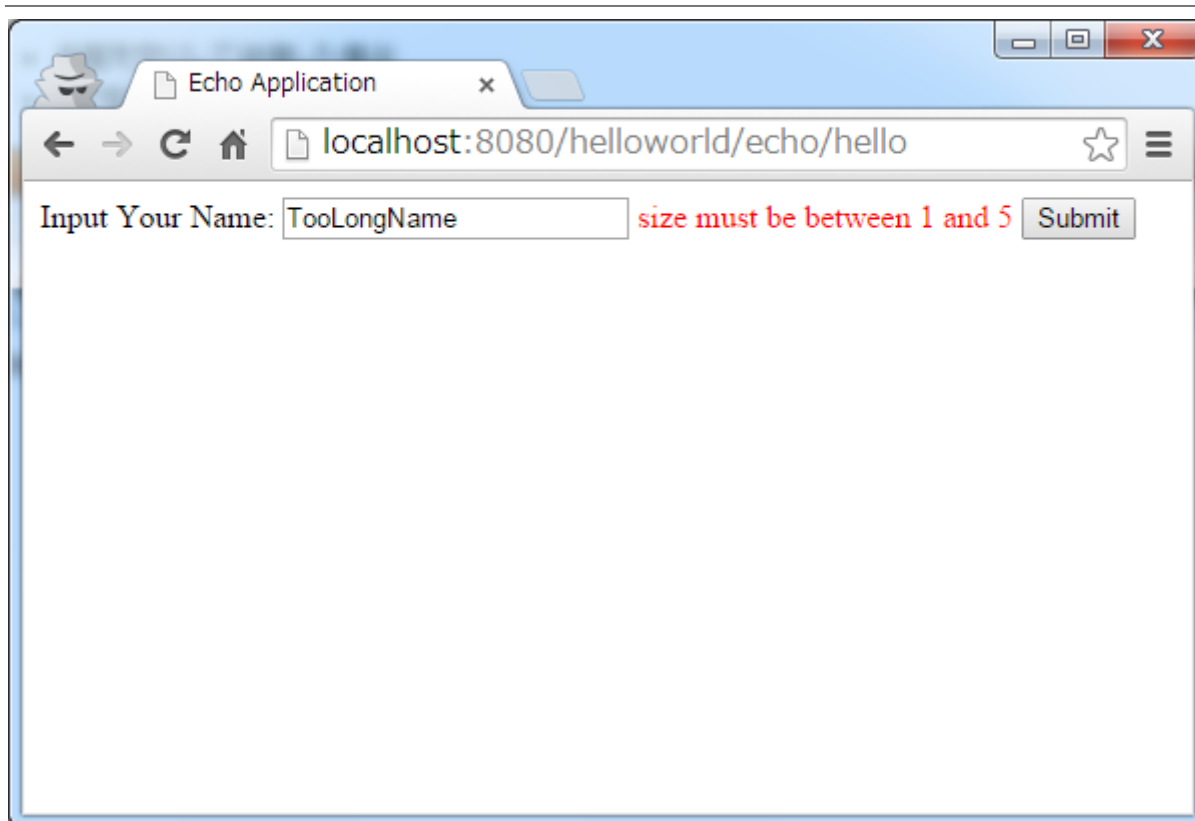 Echo Application
localhost:8080/helloworld/echo/hello
Input Your Name: TooLongName size must be between 1 and 5 Submit